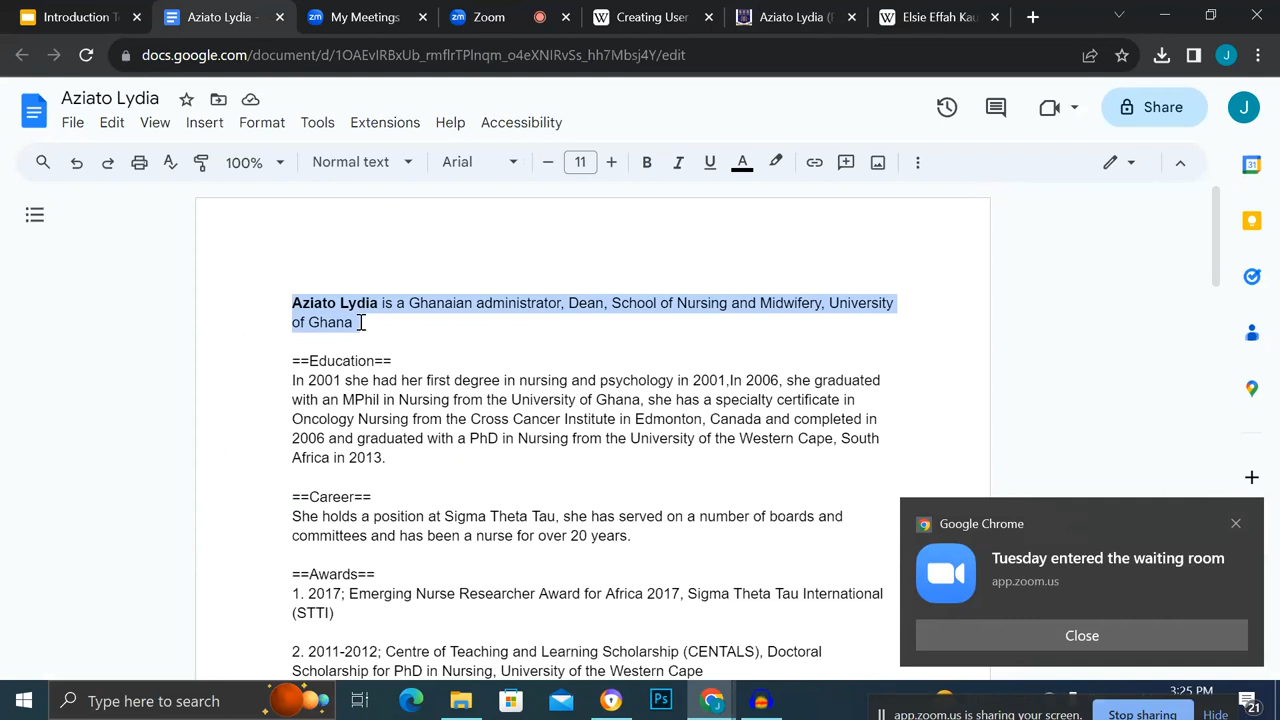 Introduction T
Aziato Lydia -
My Meetings
Zoom
Creating User
Aziato Lydia (
Elsie Effah Kau
docs.google.com/document/d/1OAEvlRBxUb_rmflrTPlnqm_o4eXNIRvSs_hh7Mbsj4Y/edit
Aziato Lydia
File Edit View Insert Format Tools Extensions Help Accessibility
Share
J
100% Normal text Arial 11
Aziato Lydia is a Ghanaian administrator, Dean, School of Nursing and Midwifery, University
of Ghana
==Education==
In 2001 she had her first degree in nursing and psychology in 2001,In 2006, she graduated
with an MPhil in Nursing from the University of Ghana, she has a specialty certificate in
Oncology Nursing from the Cross Cancer Institute in Edmonton, Canada and completed in
2006 and graduated with a PhD in Nursing from the University of the Western Cape, South
Africa in 2013.
==Career==
She holds a position at Sigma Theta Tau, she has served on a number of boards and
committees and has been a nurse for over 20 years.
==Awards==
1. 2017; Emerging Nurse Researcher Award for Africa 2017, Sigma Theta Tau International
(STTI)
2. 2011-2012; Centre of Teaching and Learning Scholarship (CENTALS), Doctoral
Scholarship for PhD in Nursing, University of the Western Cape
Google Chrome
Tuesday entered the waiting room
app.zoom.us
Close
Type here to search
3:25 PM
21
app.zoom.us is sharing your screen.
Stop sharing
Hide